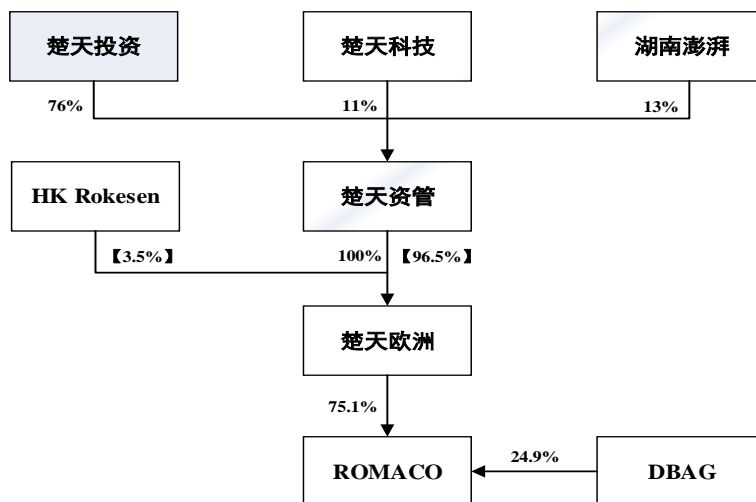 楚天投资
楚天科技
湖南澎湃
76%
11%
13%
HK Rokesen
楚天资管
【3.5%】
100%
【96.5%】
楚天欧洲
75.1%
ROMACO
24.9%
DBAG